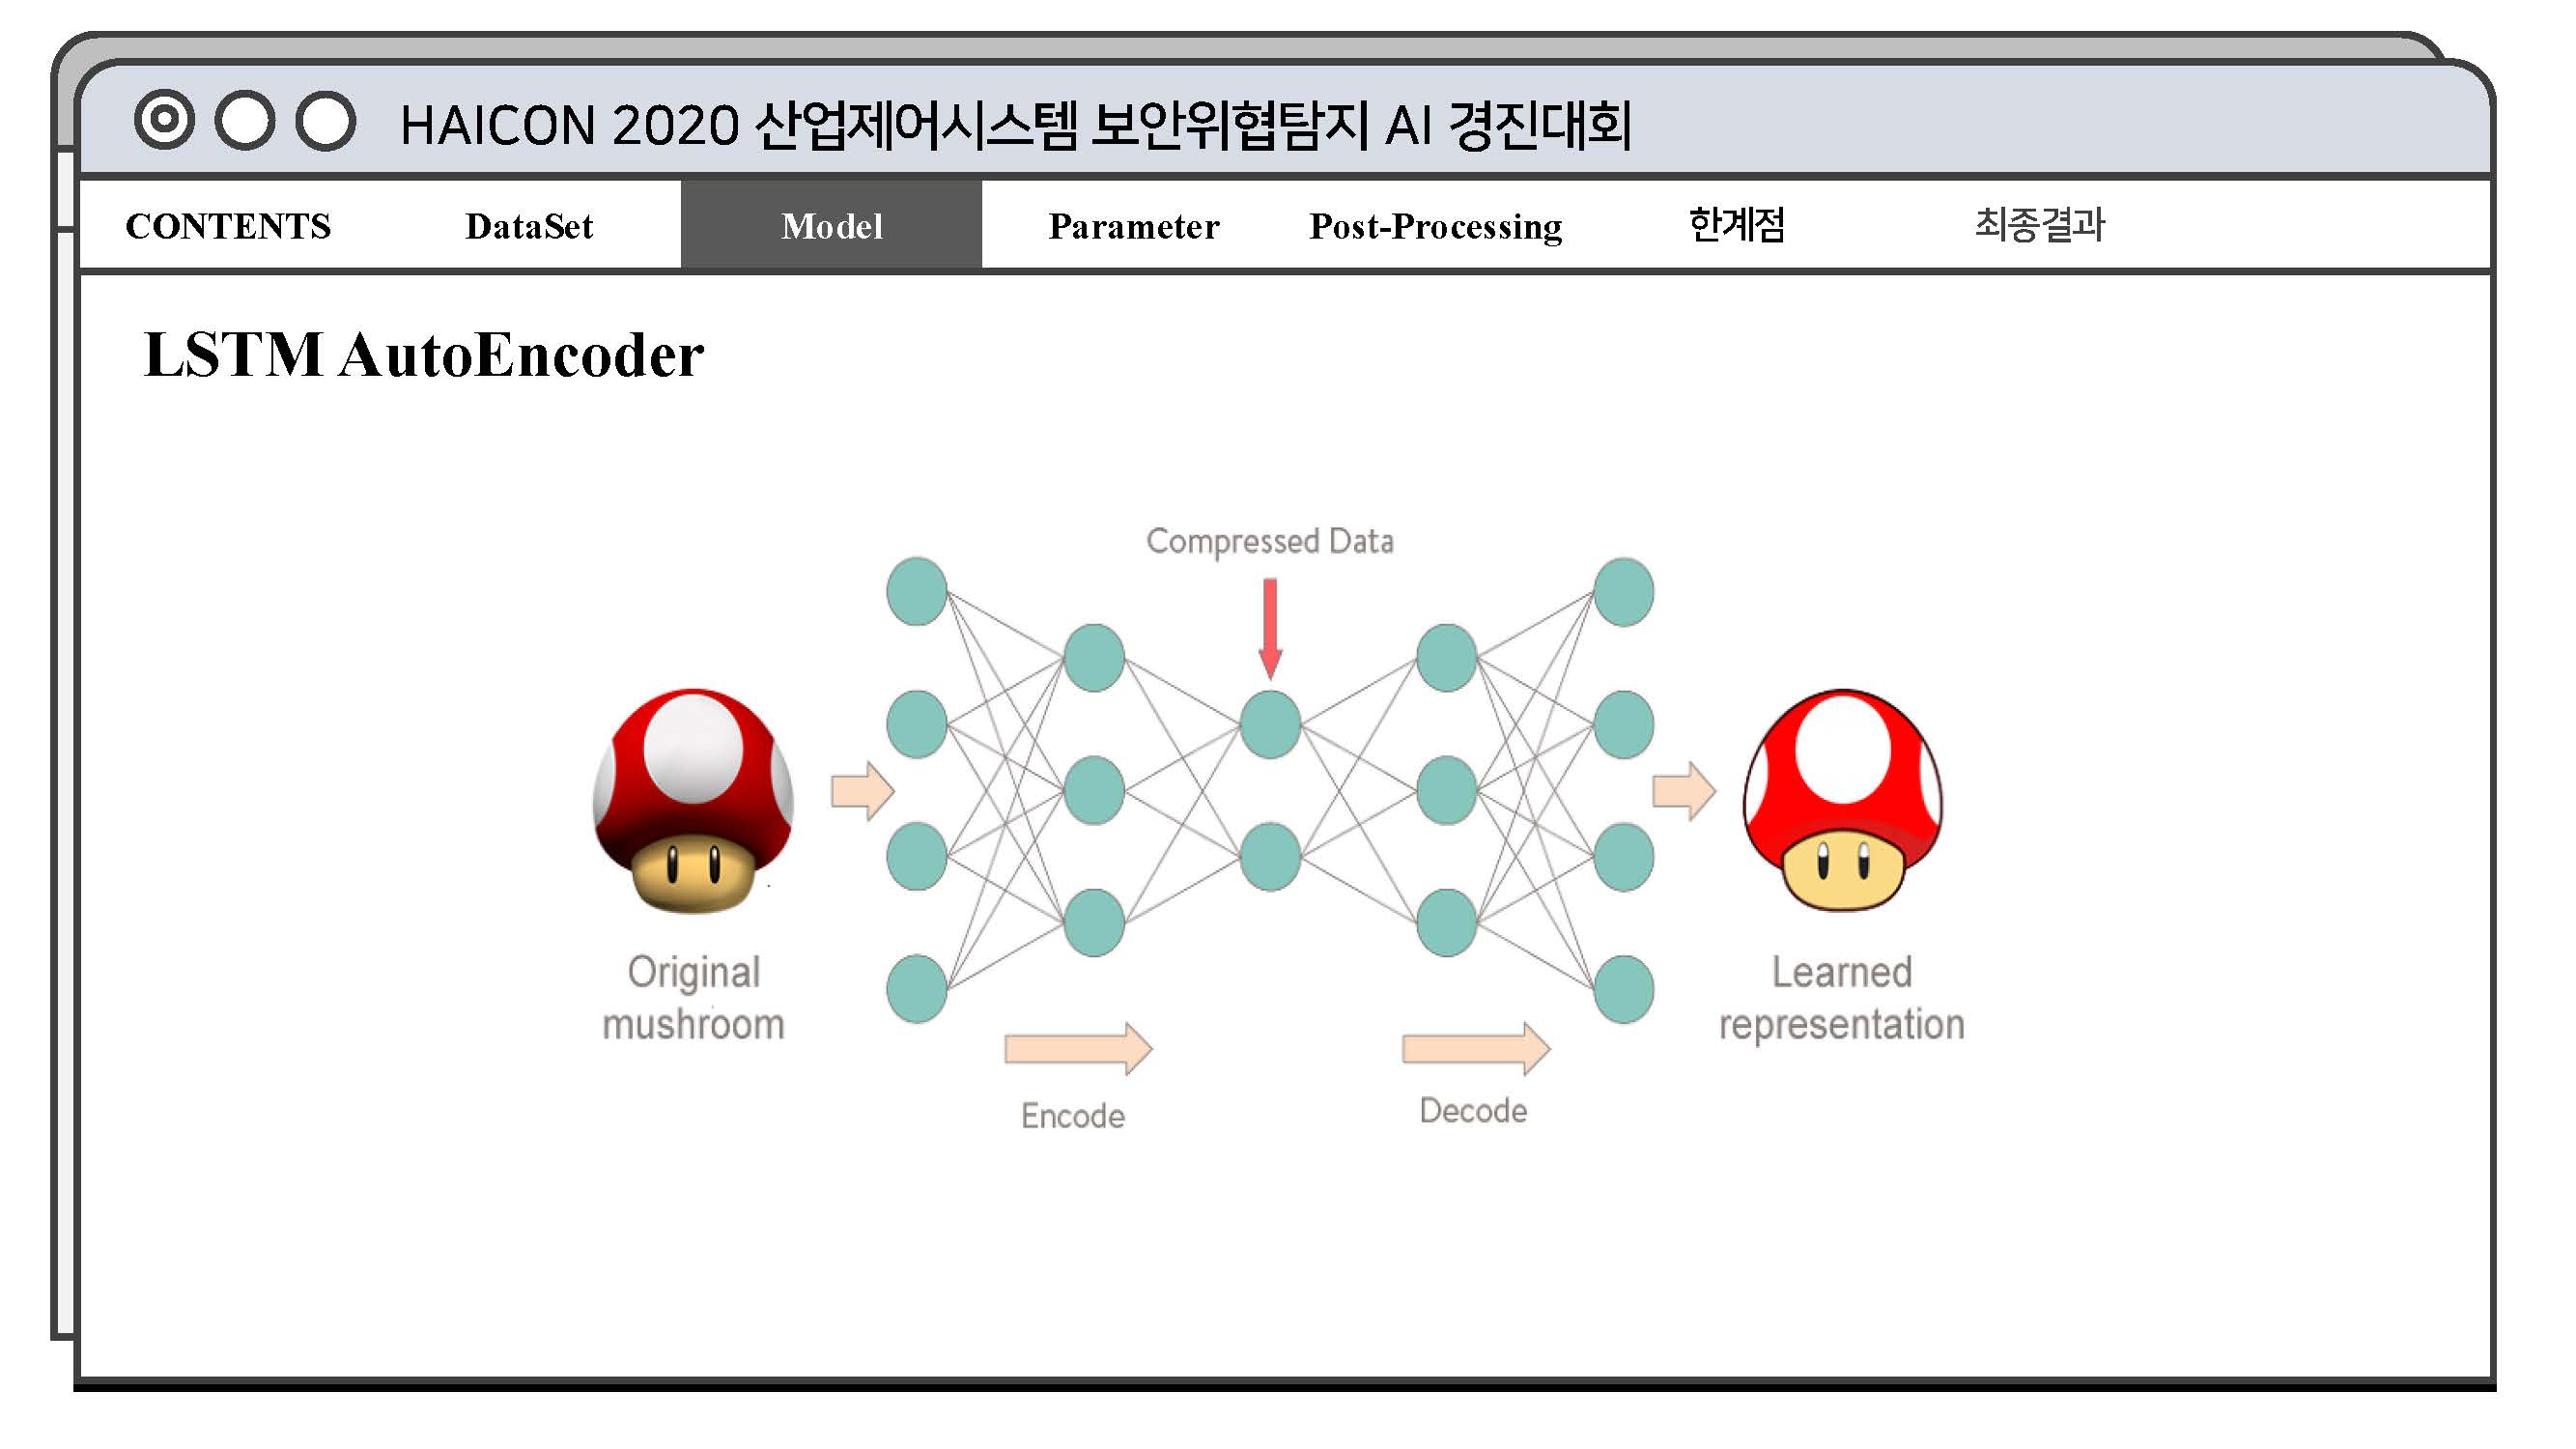 HAICON 2020 산업제어시스템 보안위협탐지 AI 경진대회
CONTENTS DataSet Model Parameter Post-Processing 한계점 최종결과
LSTM AutoEncoder
Compressed Data
Original
mushroom
Learned
representation
Encode
Decode